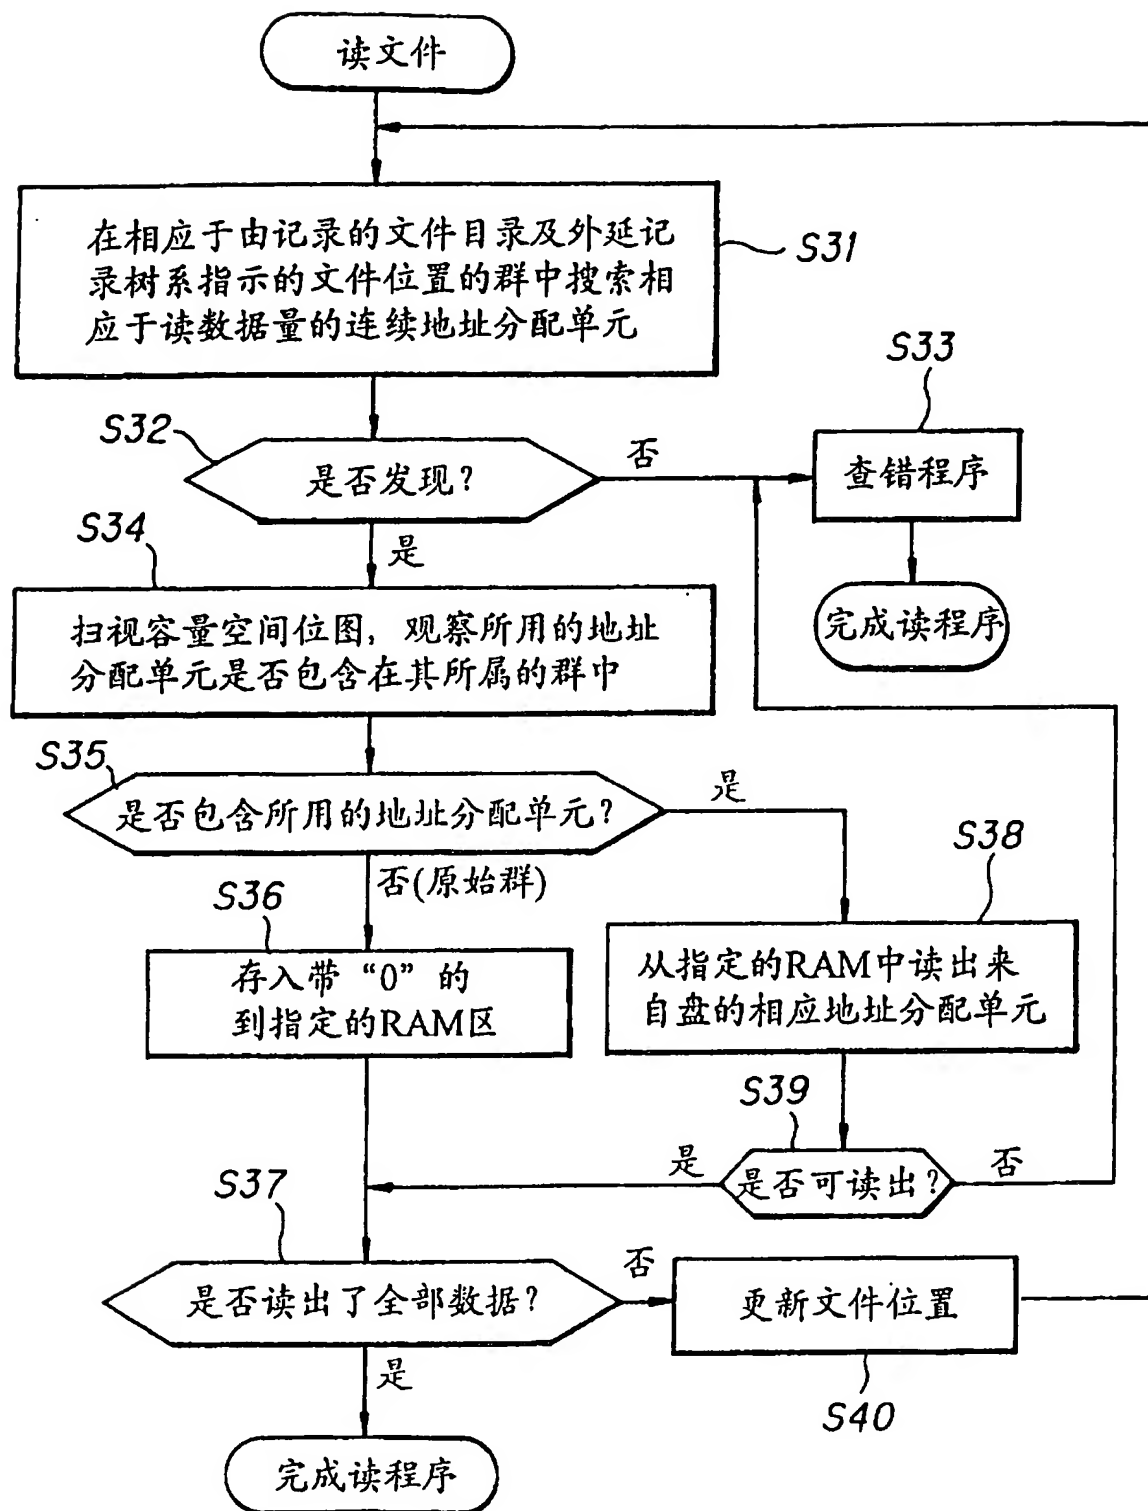 读文件
在相应于由记录的文件目录及外延记
录树系指示的文件位置的群中搜索相
应于读数据量的连续地址分配单元
S31
S33
S32
是否发现?
否
查错程序
S34
是
完成读程序
扫视容量空间位图, 观察所用的地址
分配单元是否包含在其所属的群中
S35
是否包含所用的地址分配单元?
是
S38
S36
否(原始群)
存入带“0”的
到指定的RAM区
从指定的RAM中读出来
自盘的相应地址分配单元
S39
是
是否可读出?
否
S37
是否读出了全部数据?
否
更新文件位置
是
S40
完成读程序